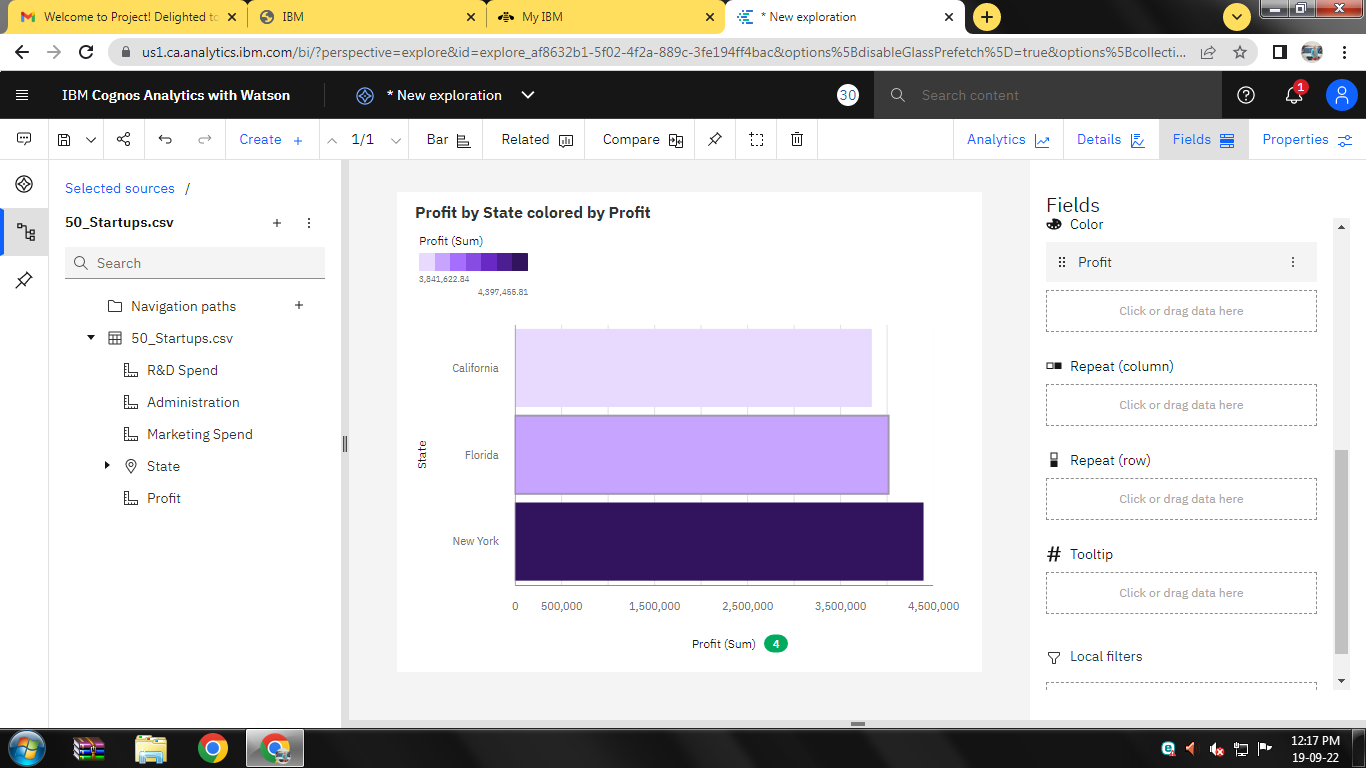 Welcome to Project! Delighted to
IBM
My IBM
* New exploration
us1.ca.analytics.ibm.com/bi/?perspective=explore&id=explore_af8632b1-5f02-4f2a-889c-3fe194ff4bac&options%5BdisableGlassPrefetch%5D=true&options%5Bcollecti...
IBM Cognos Analytics with Watson
* New exploration
30
Search content
1
Create +
1/1
Bar
Related
Compare
Analytics
Details
Fields
Properties
Selected sources /
50_Startups.csv
Search
Navigation paths
50_Startups.csv
R&D Spend
Administration
Marketing Spend
State
Profit
Profit by State colored by Profit
Profit (Sum)
3,841,622.84
4,397,455.81
California
Florida
New York
State
0 500,000 1,500,000 2,500,000 3,500,000 4,500,000
Profit (Sum) 4
Fields
Color
Profit
Click or drag data here
Repeat (column)
Click or drag data here
Repeat (row)
Click or drag data here
Tooltip
Click or drag data here
Local filters
12:17 PM
19-09-22